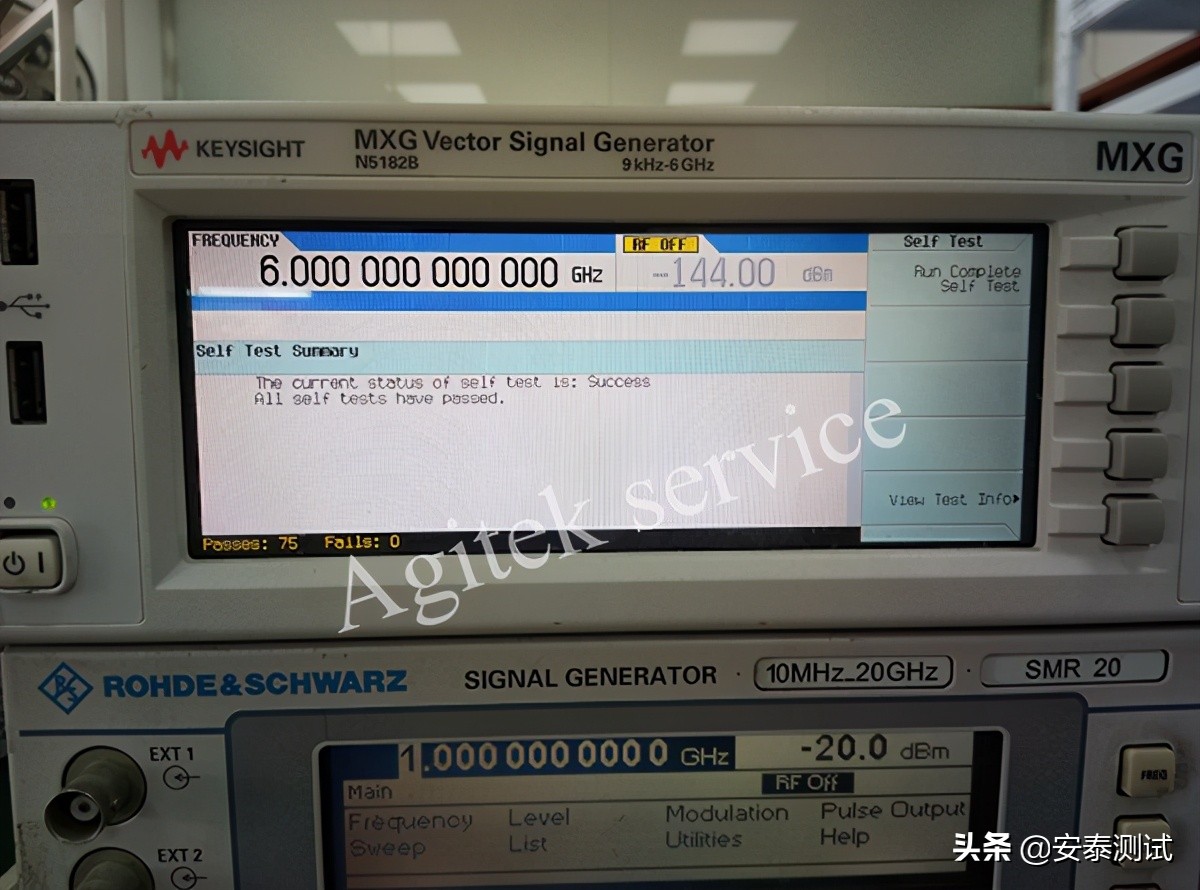 KEYSIGHT
MXG Vector Signal Generator
N5182B
9 kHz-6 GHz
MXG
FREQUENCY
6.000 000 000 000 GHz
RF OFF
-144.00 dBm
Self Test
Run Complete
Self Test
Self Test Summary
The current status of self test is: Success
All self tests have passed.
View Test Info
Passes: 75 Fails: 0
Agitek service
ROHDE&SCHWARZ
SIGNAL GENERATOR · 10MHz_20GHz · SMR 20
EXT 1
1.000 000 000 0 GHz
-20.0 dBm
RF Off
Main
Frequency Level Modulation Pulse Output
Sweep List Utilities Help
FREQ
EXT 2
头条 @安泰测试